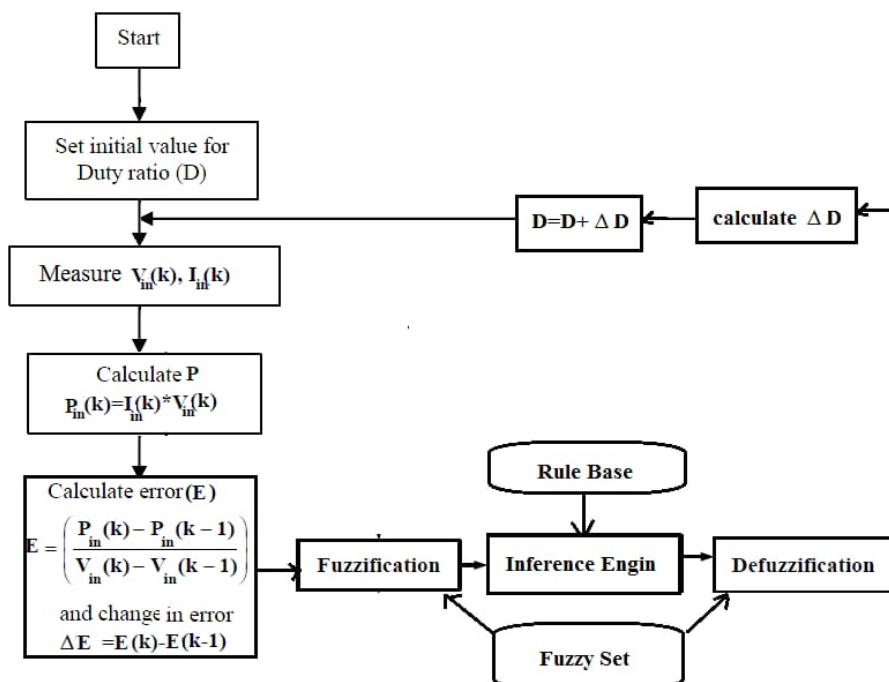 Start
Set initial value for
Duty ratio (D)
D=D+ Δ D
calculate Δ D
Measure V_in(k), I_in(k)
Calculate P
P_in(k)=I_in(k)*V_in(k)
Rule Base
Calculate error(E)
E = ( P_in(k) − P_in(k − 1) / V_in(k) − V_in(k − 1) )
and change in error
ΔE =E(k)-E(k-1)
Fuzzification
Inference Engin
Defuzzification
Fuzzy Set